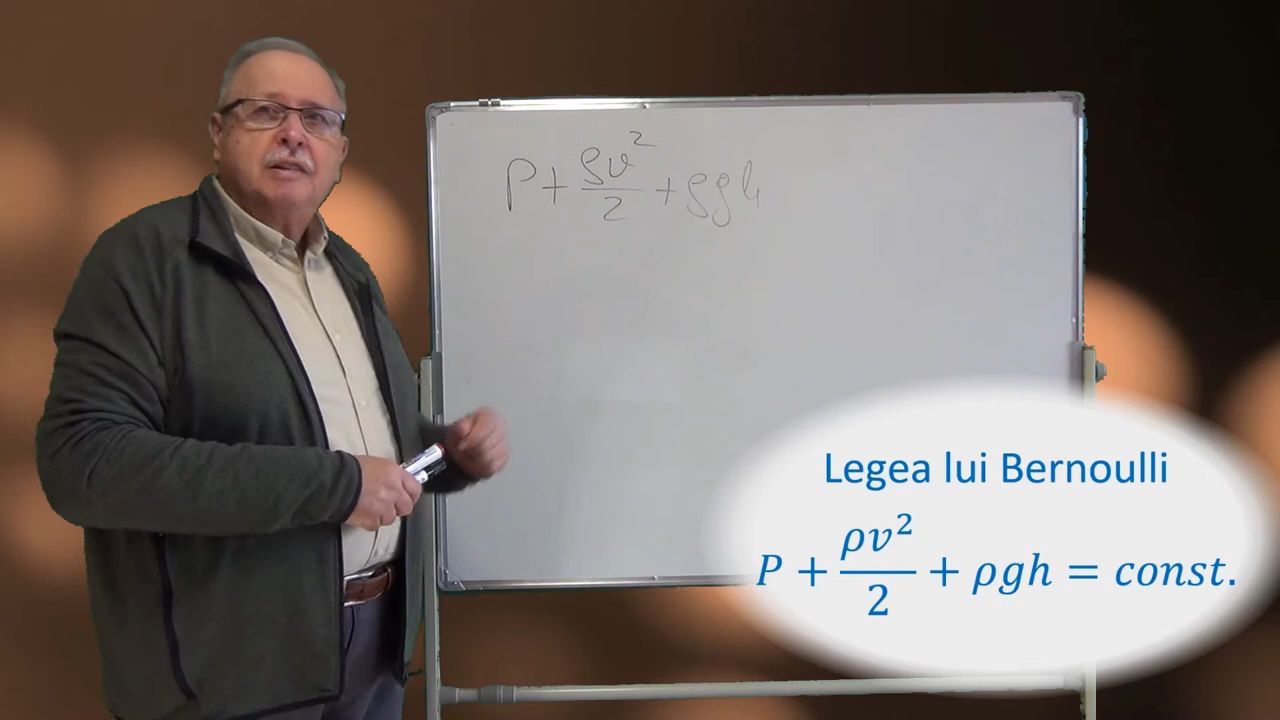 P + ρv²/2 + ρgh
Legea lui Bernoulli
P + ρv²/2 + ρgh = const.